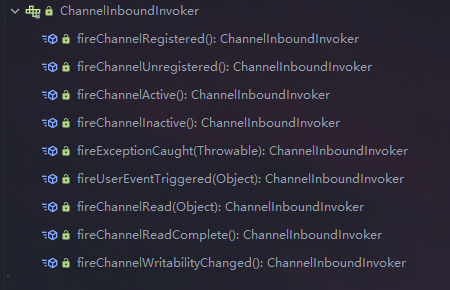 ChannelInboundInvoker
fireChannelRegistered(): ChannelInboundInvoker
fireChannelUnregistered(): ChannelInboundInvoker
fireChannelActive(): ChannelInboundInvoker
fireChannelInactive(): ChannelInboundInvoker
fireExceptionCaught(Throwable): ChannelInboundInvoker
fireUserEventTriggered(Object): ChannelInboundInvoker
fireChannelRead(Object): ChannelInboundInvoker
fireChannelReadComplete(): ChannelInboundInvoker
fireChannelWritabilityChanged(): ChannelInboundInvoker